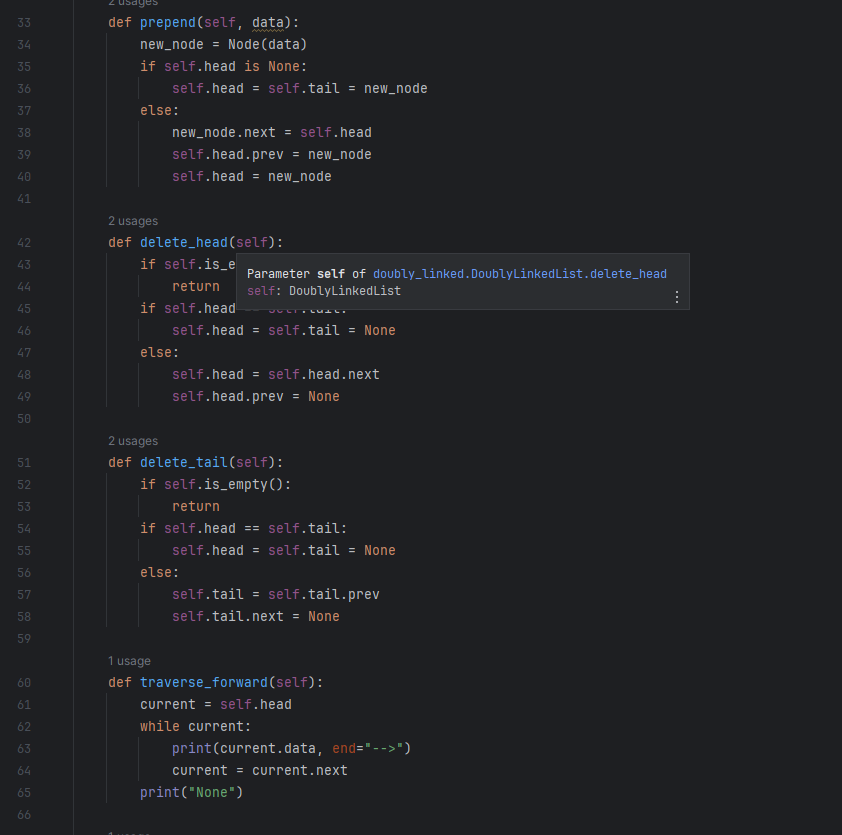 2 usages
33 def prepend(self, data):
34 new_node = Node(data)
35 if self.head is None:
36 self.head = self.tail = new_node
37 else:
38 new_node.next = self.head
39 self.head.prev = new_node
40 self.head = new_node
41
2 usages
42 def delete_head(self):
43 if self.is_e
Parameter self of doubly_linked.DoublyLinkedList.delete_head
44 return
self: DoublyLinkedList
45 if self.head == self.tail:
46 self.head = self.tail = None
47 else:
48 self.head = self.head.next
49 self.head.prev = None
50
2 usages
51 def delete_tail(self):
52 if self.is_empty():
53 return
54 if self.head == self.tail:
55 self.head = self.tail = None
56 else:
57 self.tail = self.tail.prev
58 self.tail.next = None
59
1 usage
60 def traverse_forward(self):
61 current = self.head
62 while current:
63 print(current.data, end="-->")
64 current = current.next
65 print("None")
66